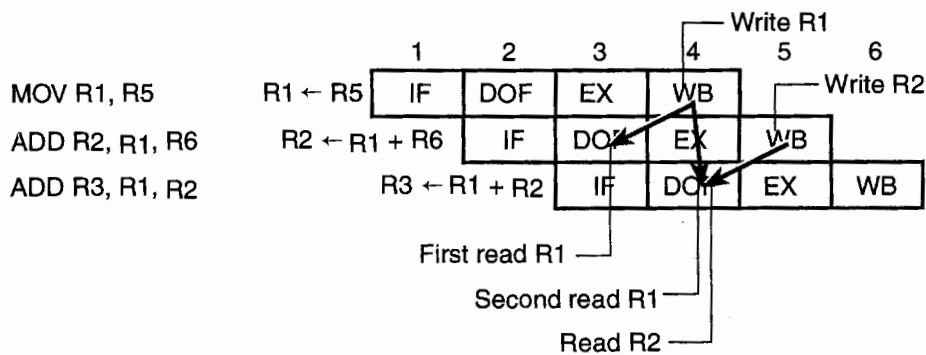 Write R1
1 2 3 4 5 6
Write R2
MOV R1, R5 R1 ← R5 IF DOF EX WB
ADD R2, R1, R6 R2 ← R1 + R6 IF DOF EX WB
ADD R3, R1, R2 R3 ← R1 + R2 IF DOF EX WB
First read R1
Second read R1
Read R2